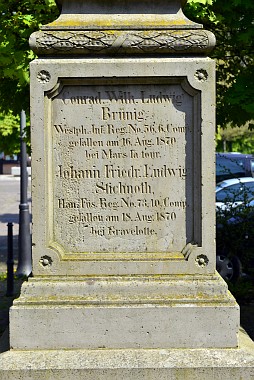 Conrad Wilh. Ludwig
Brünig,
Westph. Inf. Reg. No. 56, 6. Comp.
gefallen am 16. Aug. 1870
bei Mars la tour.
Johann Friedr. Ludwig
Stichnoth,
Han. Füs. Reg. No. 73, 10. Comp.
gefallen am 18. Aug. 1870
bei Gravelotte.